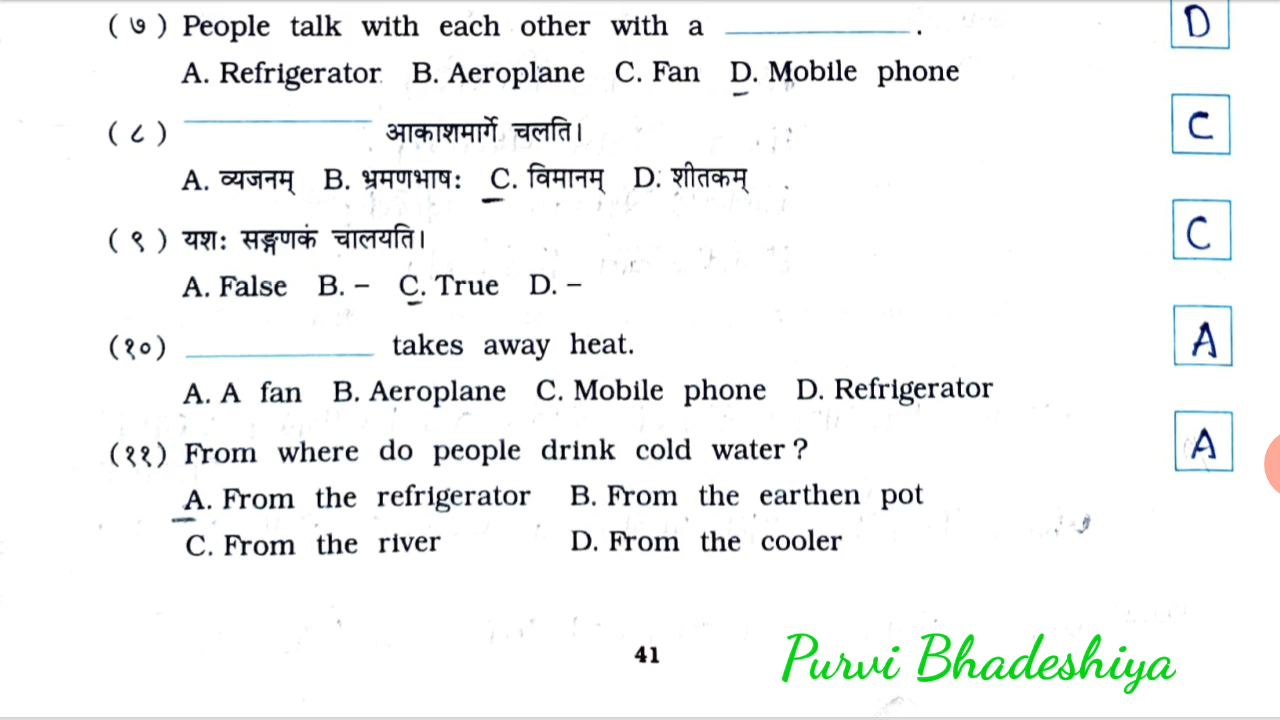 (७) People talk with each other with a ____________ . D
A. Refrigerator B. Aeroplane C. Fan D. Mobile phone
(८) ____________ आकाशमार्गे चलति। C
A. व्यजनम् B. भ्रमणभाषः C. विमानम् D. शीतकम्
(९) यशः सङ्गणकं चालयति। C
A. False B. – C. True D. –
(१०) ____________ takes away heat. A
A. A fan B. Aeroplane C. Mobile phone D. Refrigerator
(११) From where do people drink cold water ? A
A. From the refrigerator B. From the earthen pot
C. From the river D. From the cooler
41
Purvi Bhadeshiya